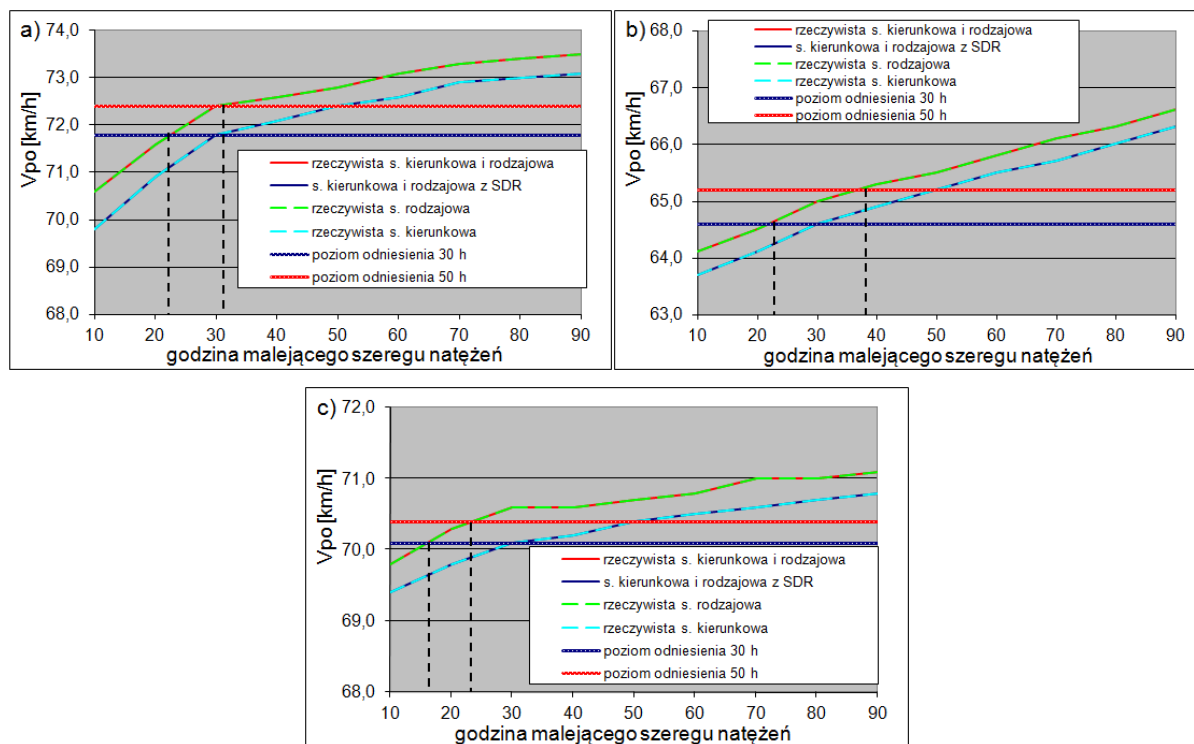 a)
74,0
73,0
72,0
71,0
70,0
69,0
68,0
Vpo [km/h]
rzeczywista s. kierunkowa i rodzajowa
s. kierunkowa i rodzajowa z SDR
rzeczywista s. rodzajowa
rzeczywista s. kierunkowa
poziom odniesienia 30 h
poziom odniesienia 50 h
10 20 30 40 50 60 70 80 90
godzina malejącego szeregu natężeń
b)
68,0
67,0
66,0
65,0
64,0
63,0
Vpo [km/h]
rzeczywista s. kierunkowa i rodzajowa
s. kierunkowa i rodzajowa z SDR
rzeczywista s. rodzajowa
rzeczywista s. kierunkowa
poziom odniesienia 30 h
poziom odniesienia 50 h
10 20 30 40 50 60 70 80 90
godzina malejącego szeregu natężeń
c)
72,0
71,0
70,0
69,0
68,0
Vpo [km/h]
rzeczywista s. kierunkowa i rodzajowa
s. kierunkowa i rodzajowa z SDR
rzeczywista s. rodzajowa
rzeczywista s. kierunkowa
poziom odniesienia 30 h
poziom odniesienia 50 h
10 20 30 40 50 60 70 80 90
godzina malejącego szeregu natężeń